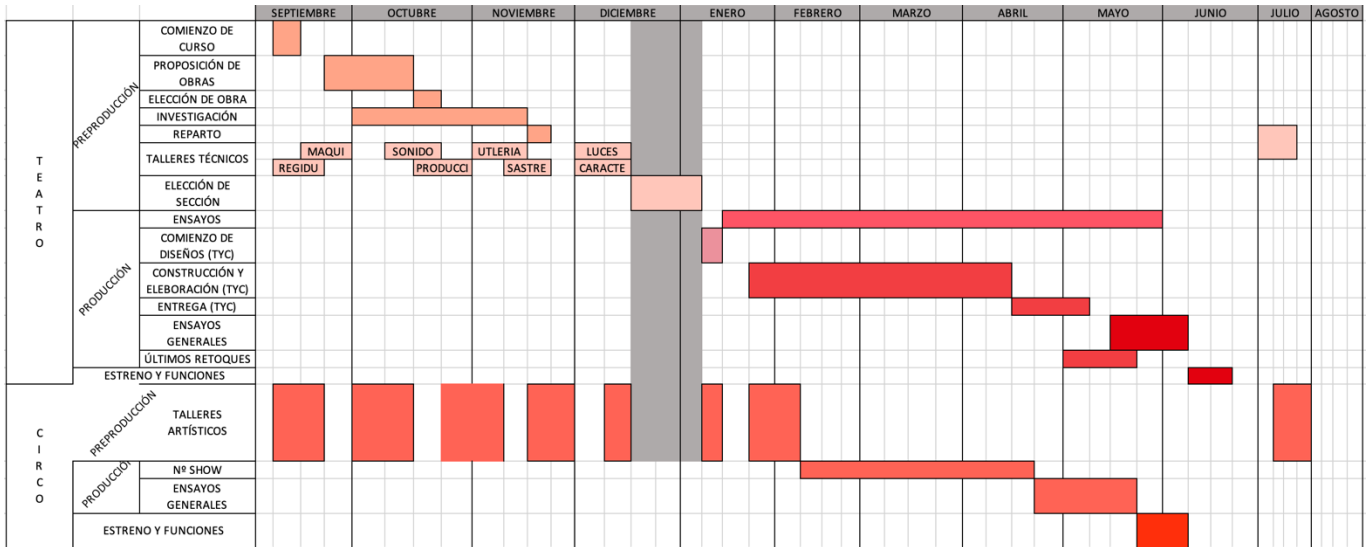 SEPTIEMBRE OCTUBRE NOVIEMBRE DICIEMBRE ENERO FEBRERO MARZO ABRIL MAYO JUNIO JULIO AGOSTO
TEATRO
PREPRODUCCIÓN
COMIENZO DE
CURSO
PROPOSICIÓN DE
OBRAS
ELECCIÓN DE OBRA
INVESTIGACIÓN
REPARTO
TALLERES TÉCNICOS
MAQUI SONIDO UTLERIA LUCES
REGIDU PRODUCCI SASTRE CARACTE
ELECCIÓN DE
SECCIÓN
PRODUCCIÓN
ENSAYOS
COMIENZO DE
DISEÑOS (TYC)
CONSTRUCCIÓN Y
ELEBORACIÓN (TYC)
ENTREGA (TYC)
ENSAYOS
GENERALES
ÚLTIMOS RETOQUES
ESTRENO Y FUNCIONES
CIRCO
PREPRODUCCIÓN
TALLERES
ARTÍSTICOS
PRODUCCIÓN
Nº SHOW
ENSAYOS
GENERALES
ESTRENO Y FUNCIONES